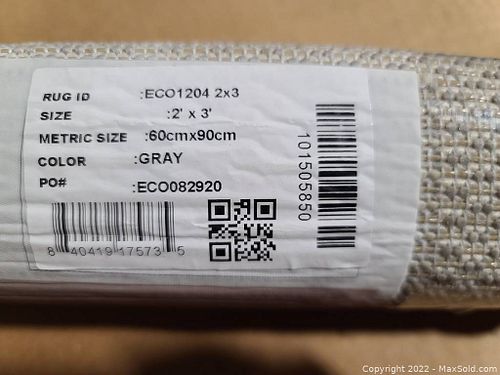 RUG ID :ECO1204 2x3
SIZE :2' x 3'
METRIC SIZE :60cmx90cm
COLOR :GRAY
PO# :ECO082920
8 40419 17573 5
101505850
Copyright 2022 - MaxSold.com